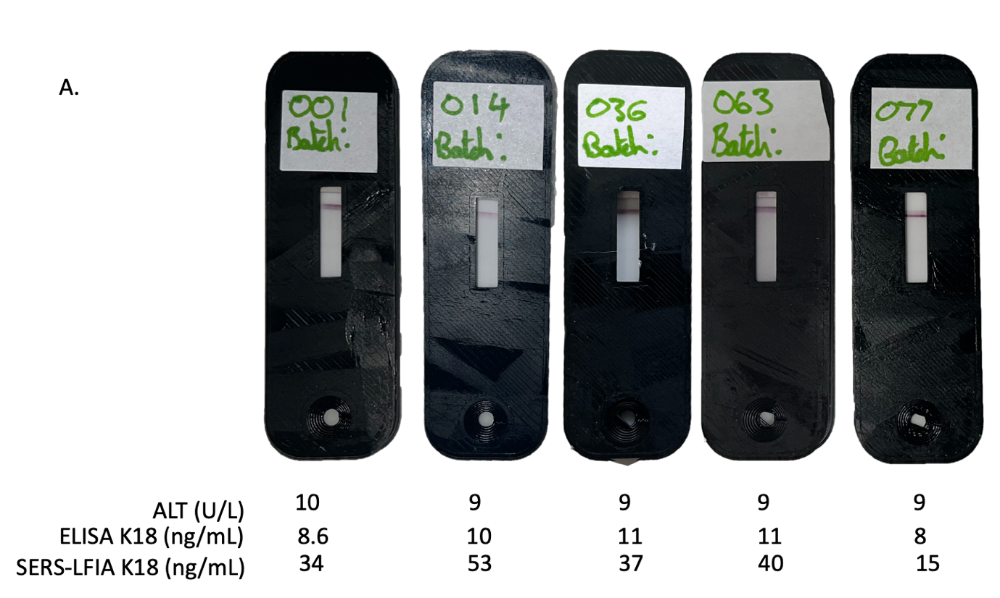 A.
001
Batch:
014
Batch:
036
Batch:
063
Batch:
077
Batch:
ALT (U/L) 10 9 9 9 9
ELISA K18 (ng/mL) 8.6 10 11 11 8
SERS-LFIA K18 (ng/mL) 34 53 37 40 15